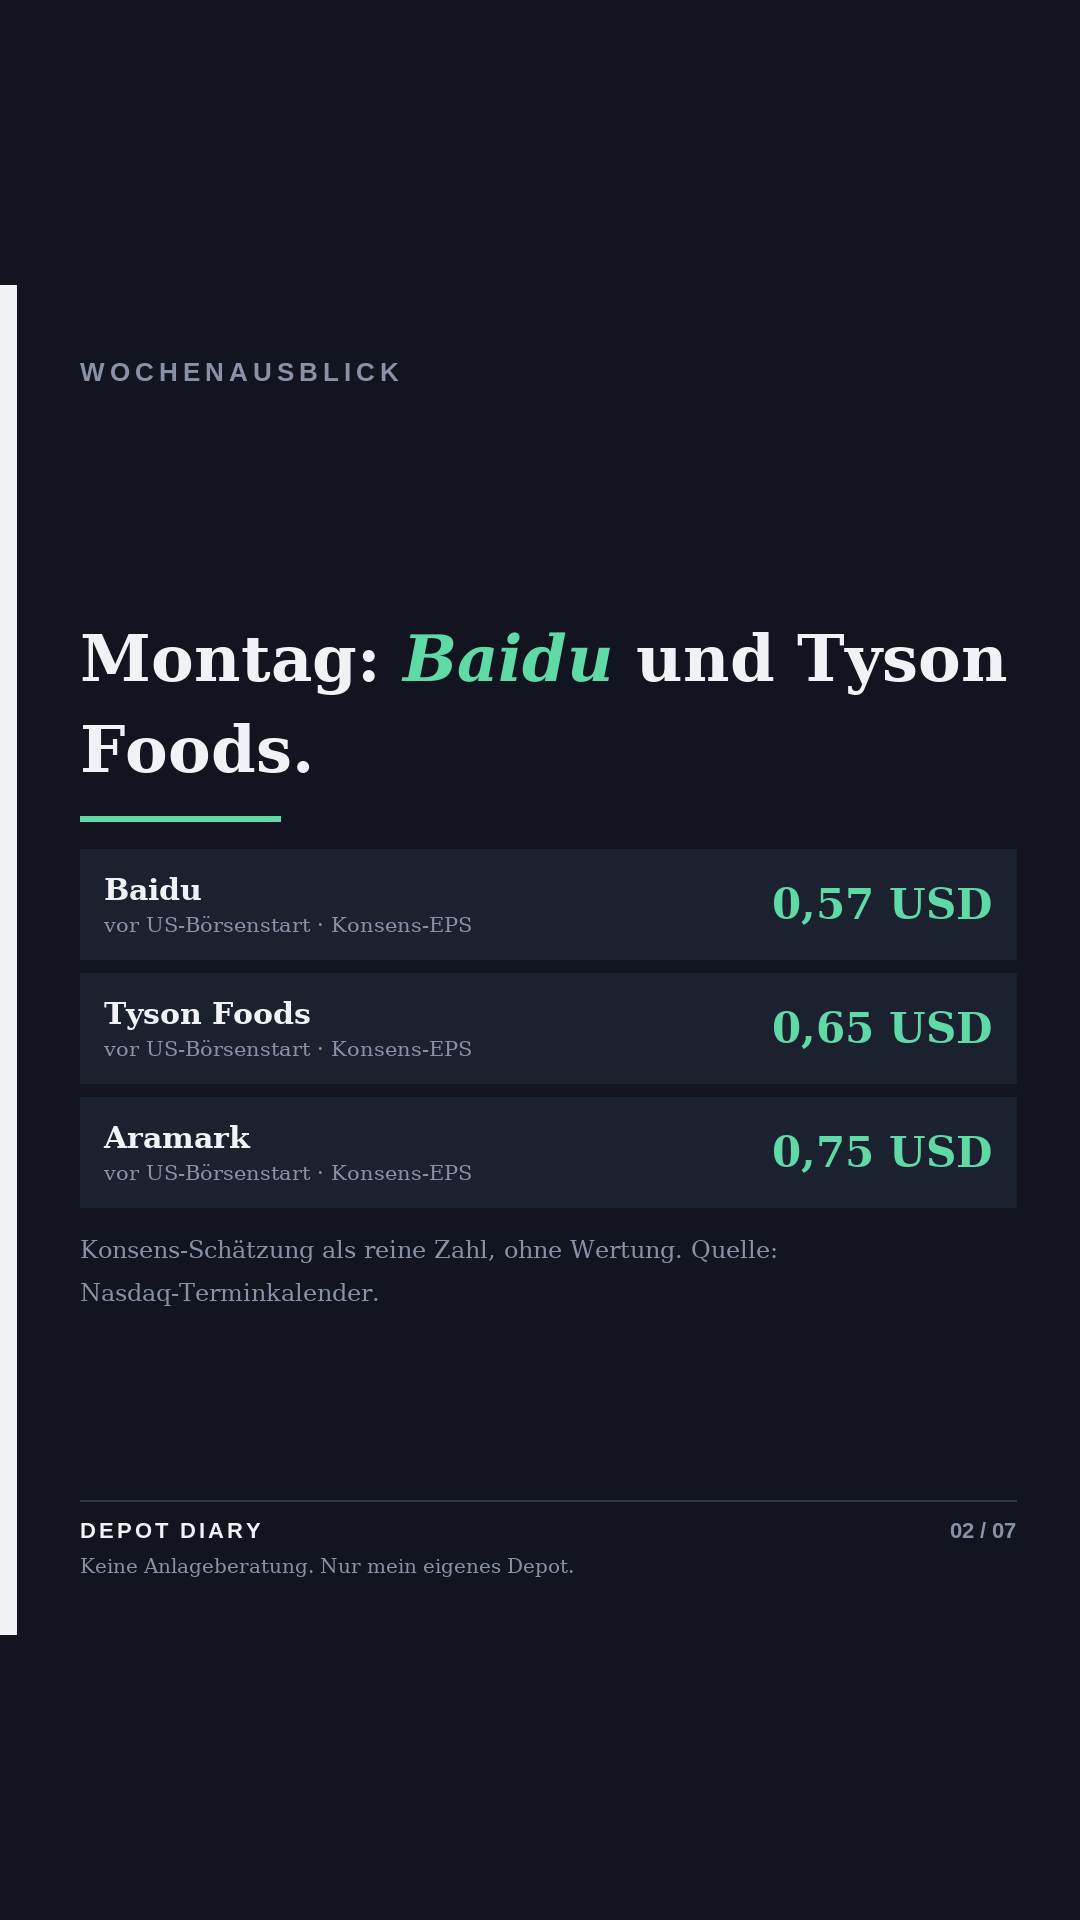 WOCHENAUSBLICK
Montag: Baidu und Tyson
Foods.
Baidu
vor US-Börsenstart · Konsens-EPS
0,57 USD
Tyson Foods
vor US-Börsenstart · Konsens-EPS
0,65 USD
Aramark
vor US-Börsenstart · Konsens-EPS
0,75 USD
Konsens-Schätzung als reine Zahl, ohne Wertung. Quelle:
Nasdaq-Terminkalender.
DEPOT DIARY
02 / 07
Keine Anlageberatung. Nur mein eigenes Depot.